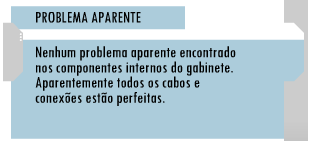 PROBLEMA APARENTE
Nenhum problema aparente encontrado
nos componentes internos do gabinete.
Aparentemente todos os cabos e
conexões estão perfeitas.